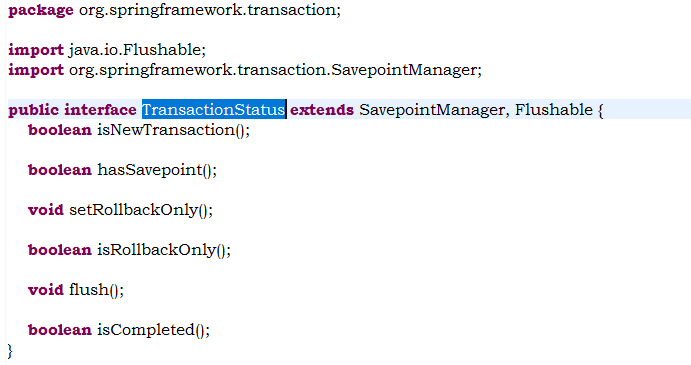 package org.springframework.transaction;
import java.io.Flushable;
import org.springframework.transaction.SavepointManager;
public interface TransactionStatus extends SavepointManager, Flushable {
boolean isNewTransaction();
boolean hasSavepoint();
void setRollbackOnly();
boolean isRollbackOnly();
void flush();
boolean isCompleted();
}